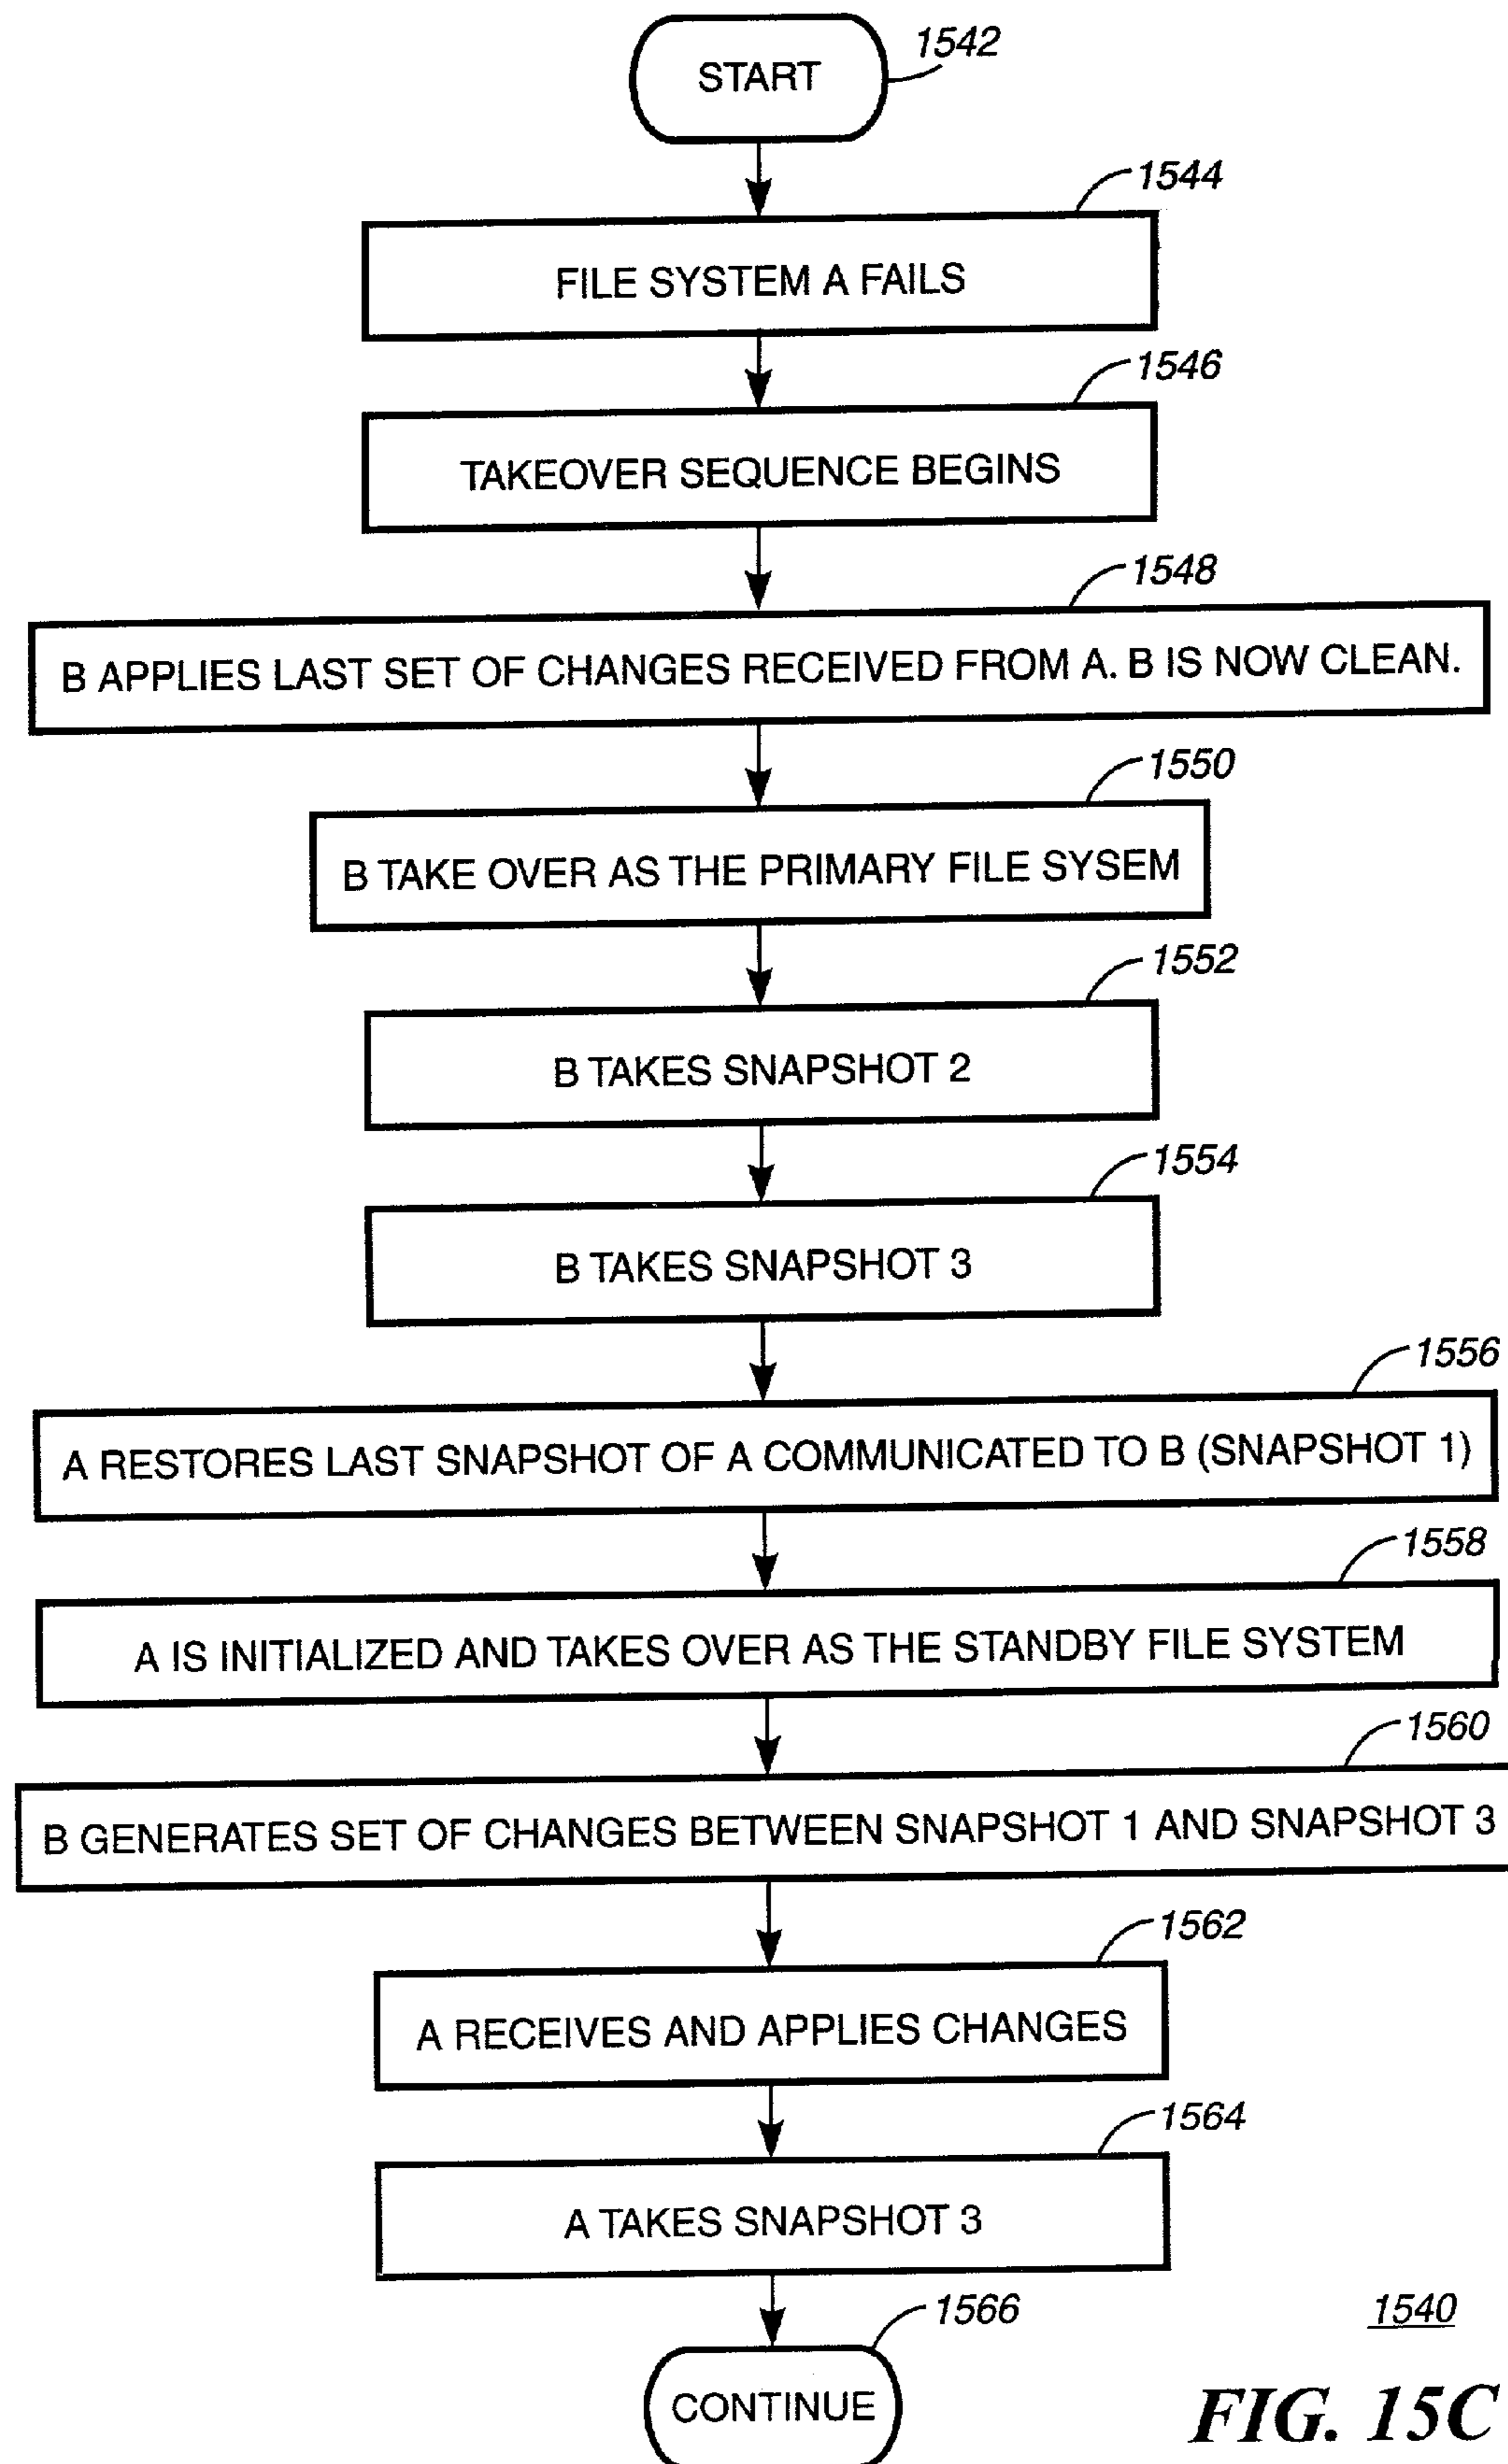 START
1542
1544
FILE SYSTEM A FAILS
1546
TAKEOVER SEQUENCE BEGINS
1548
B APPLIES LAST SET OF CHANGES RECEIVED FROM A. B IS NOW CLEAN.
1550
B TAKE OVER AS THE PRIMARY FILE SYSEM
1552
B TAKES SNAPSHOT 2
1554
B TAKES SNAPSHOT 3
1556
A RESTORES LAST SNAPSHOT OF A COMMUNICATED TO B (SNAPSHOT 1)
1558
A IS INITIALIZED AND TAKES OVER AS THE STANDBY FILE SYSTEM
1560
B GENERATES SET OF CHANGES BETWEEN SNAPSHOT 1 AND SNAPSHOT 3
1562
A RECEIVES AND APPLIES CHANGES
1564
A TAKES SNAPSHOT 3
1566
CONTINUE
1540
FIG. 15C